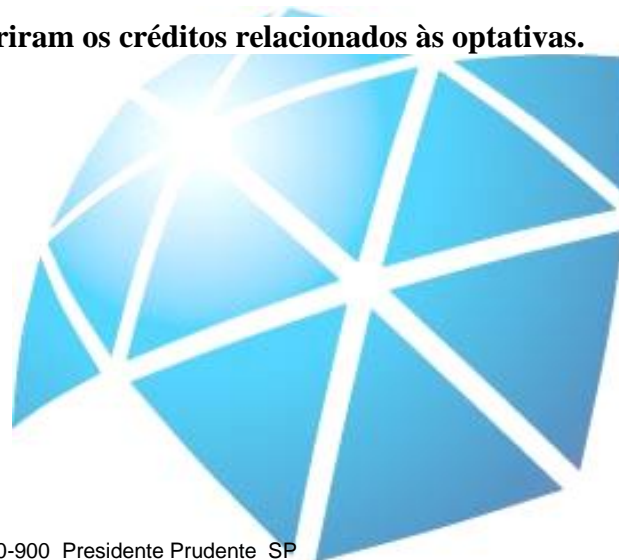 riram os créditos relacionados às optativas.
0-900 Presidente Prudente SP